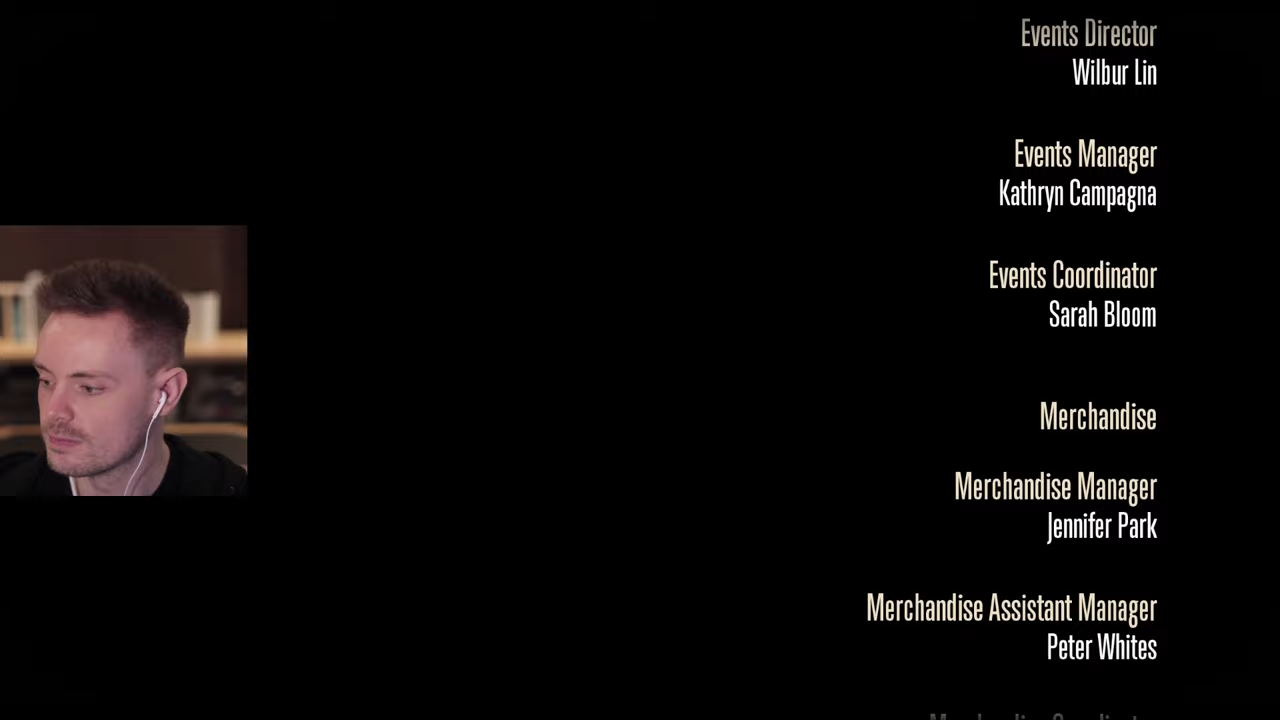 Events Director
Wilbur Lin
Events Manager
Kathryn Campagna
Events Coordinator
Sarah Bloom
Merchandise
Merchandise Manager
Jennifer Park
Merchandise Assistant Manager
Peter Whites